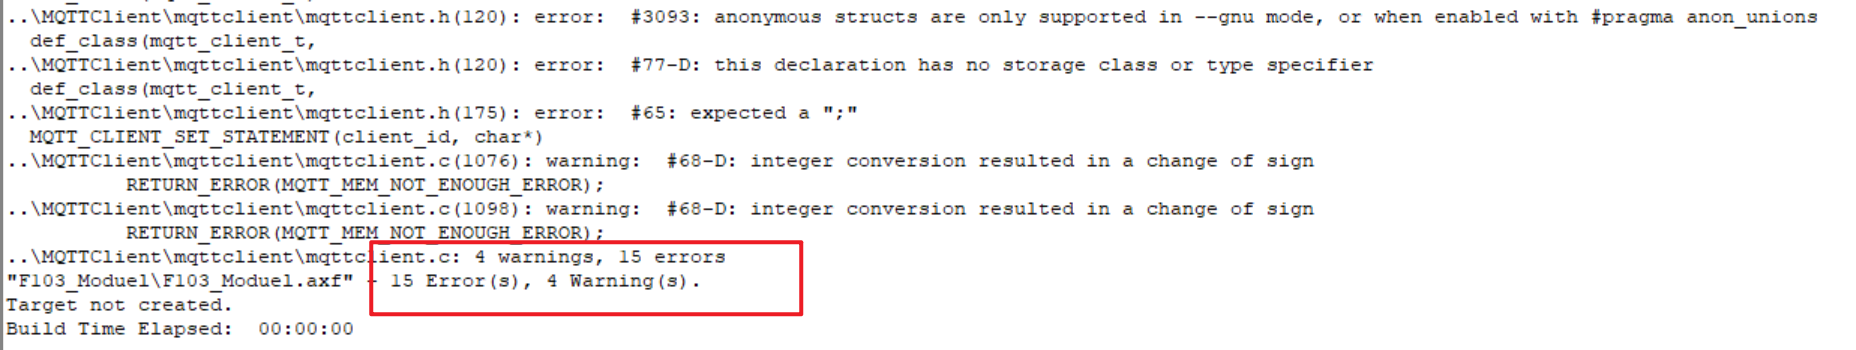 ..\MQTTClient\mqttclient\mqttclient.h(120): error:  #3093: anonymous structs are only supported in --gnu mode, or when enabled with #pragma anon_unions
  def_class(mqtt_client_t,
..\MQTTClient\mqttclient\mqttclient.h(120): error:  #77-D: this declaration has no storage class or type specifier
  def_class(mqtt_client_t,
..\MQTTClient\mqttclient\mqttclient.h(175): error:  #65: expected a ";"
  MQTT_CLIENT_SET_STATEMENT(client_id, char*)
..\MQTTClient\mqttclient\mqttclient.c(1076): warning:  #68-D: integer conversion resulted in a change of sign
          RETURN_ERROR(MQTT_MEM_NOT_ENOUGH_ERROR);
..\MQTTClient\mqttclient\mqttclient.c(1098): warning:  #68-D: integer conversion resulted in a change of sign
          RETURN_ERROR(MQTT_MEM_NOT_ENOUGH_ERROR);
..\MQTTClient\mqttclient\mqttclient.c: 4 warnings, 15 errors
"F103_Moduel\F103_Moduel.axf" - 15 Error(s), 4 Warning(s).
Target not created.
Build Time Elapsed:  00:00:00